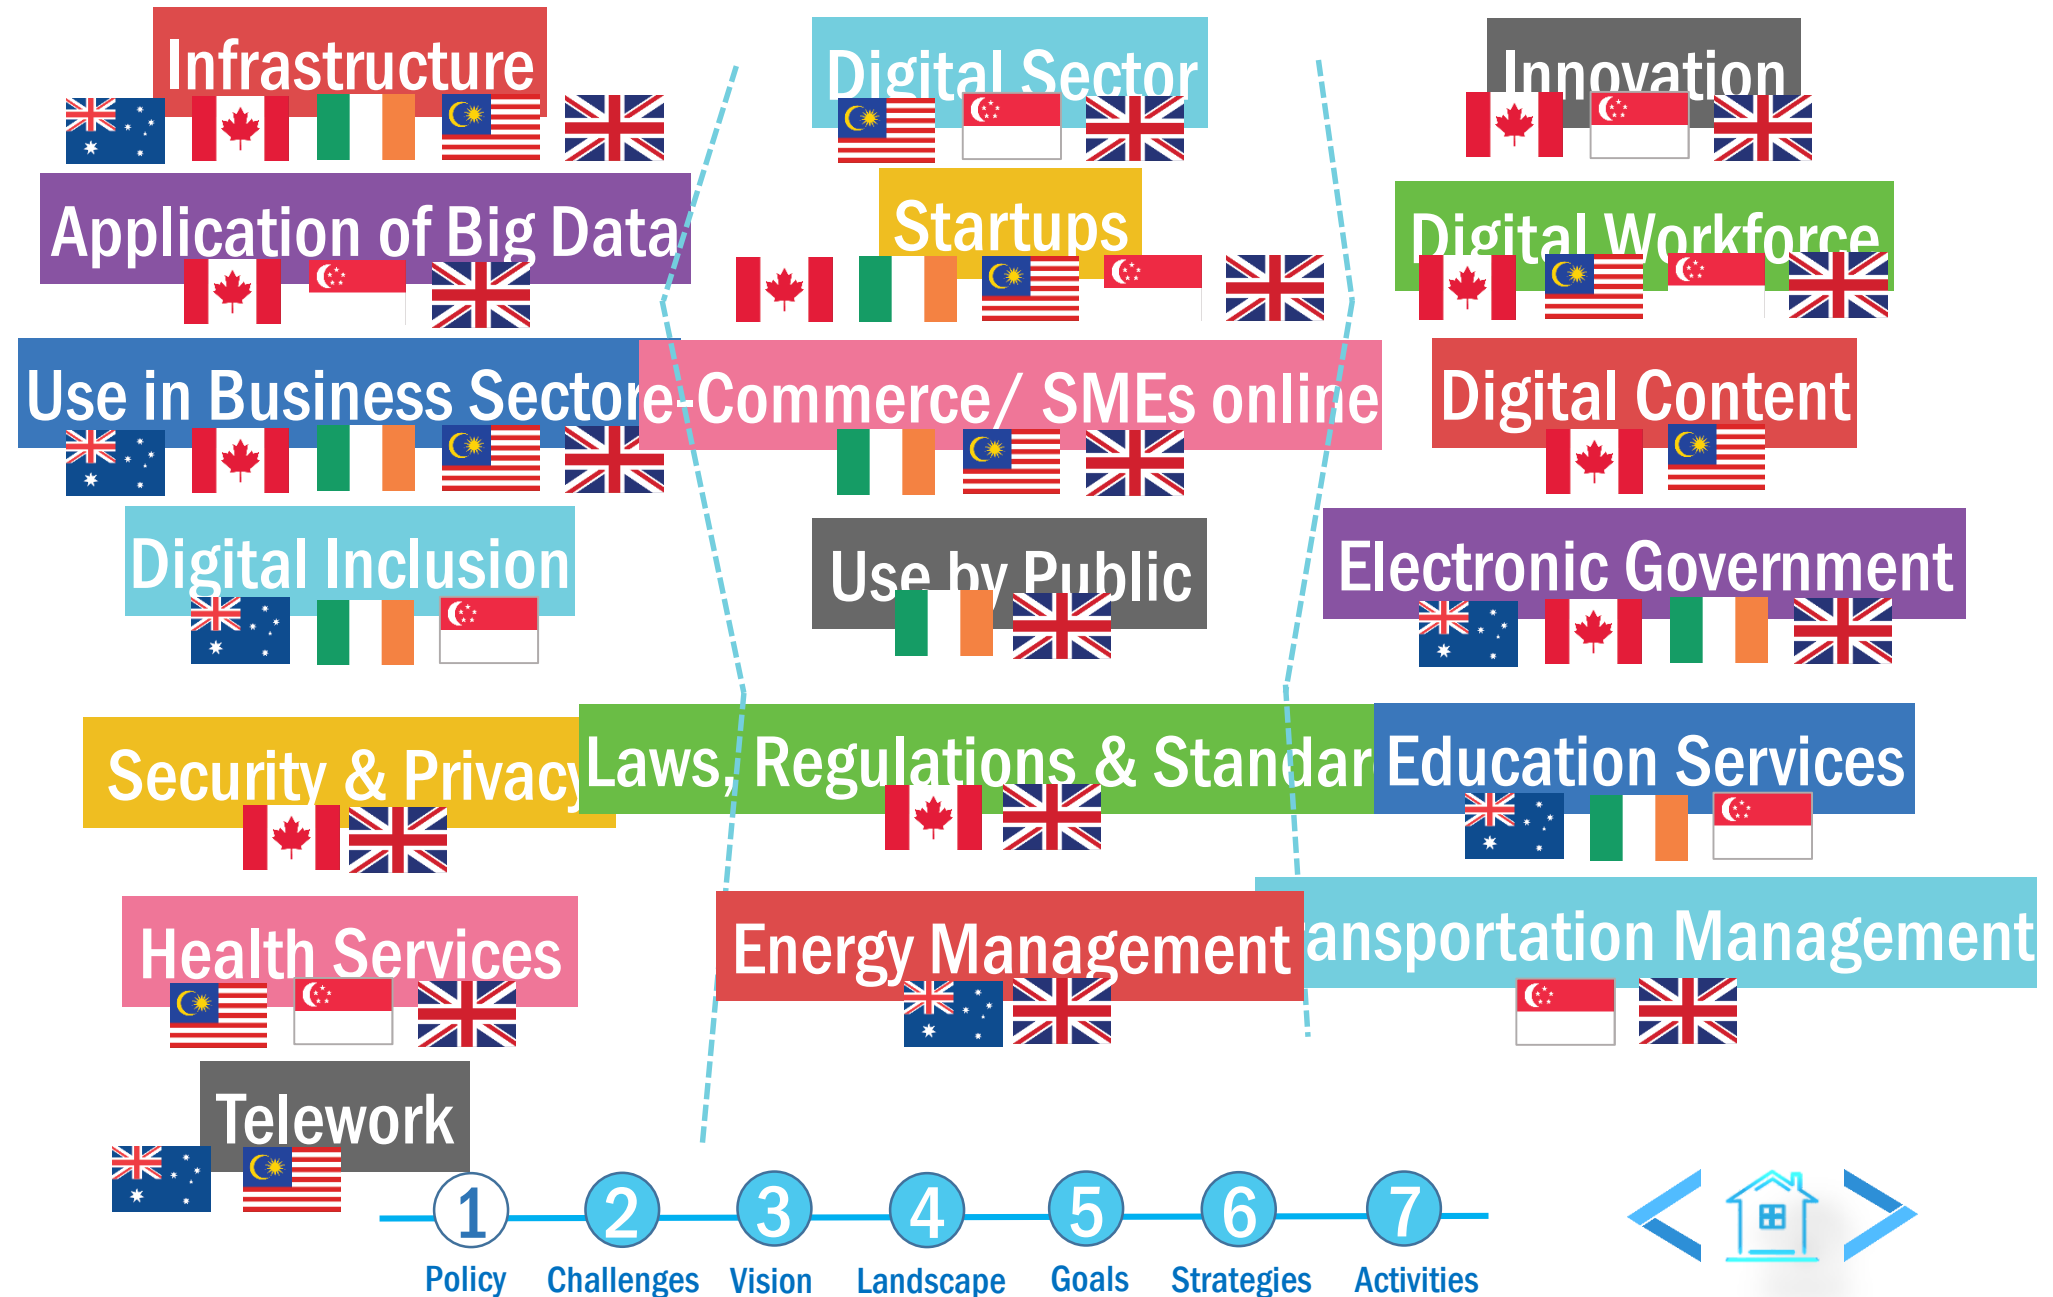 Infrastructure
Digital Sector
Innovation
Application of Big Data
Startups
Digital Workforce
Use in Business Sector
e-Commerce/ SMEs online
Digital Content
Digital Inclusion
Use by Public
Electronic Government
Security & Privacy
Laws, Regulations & Standar
Education Services
Health Services
Energy Management
ansportation Management
Telework
1 2 3 4 5 6 7
Policy Challenges Vision Landscape Goals Strategies Activities